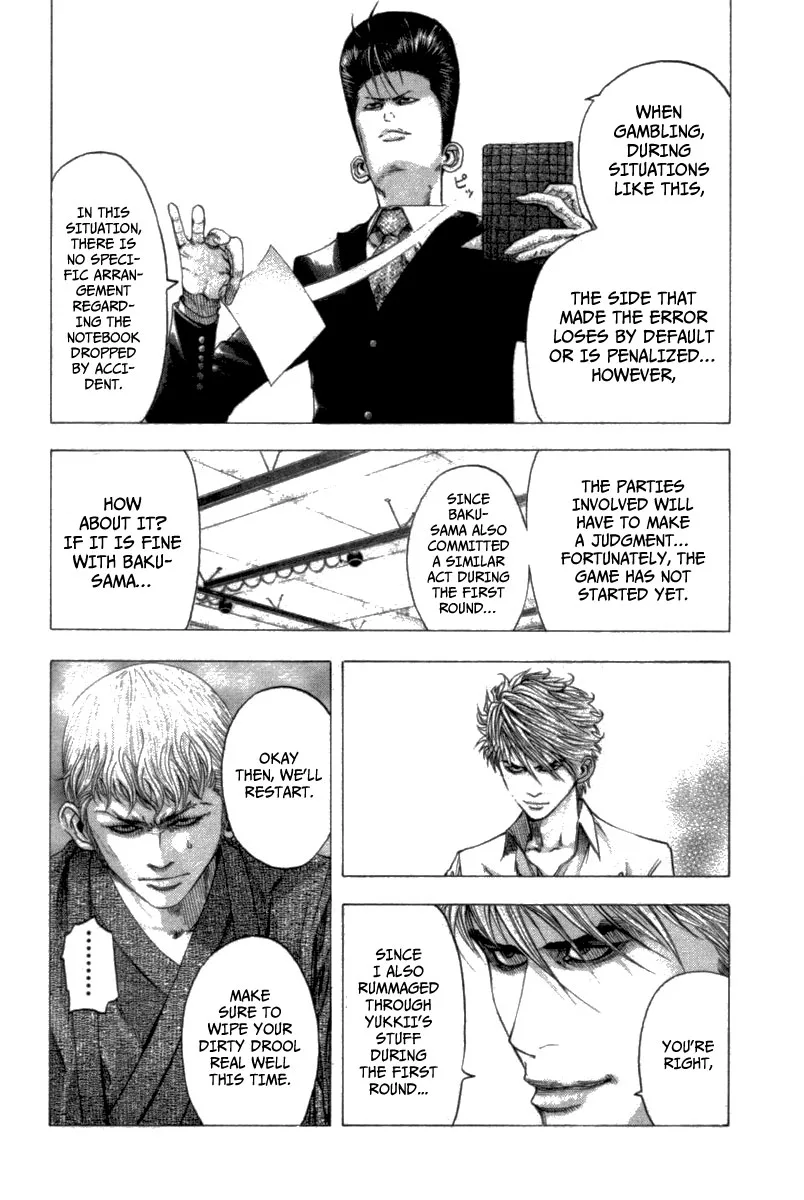 WHEN
GAMBLING,
DURING
SITUATIONS
LIKE THIS,
THE SIDE THAT
MADE THE ERROR
LOSES BY DEFAULT
OR IS PENALIZED...
HOWEVER,
IN THIS
SITUATION,
THERE IS
NO SPECI-
FIC ARRAN-
GEMENT
REGARD-
ING THE
NOTEBOOK
DROPPED
BY ACCI-
DENT.
THE PARTIES
INVOLVED WILL
HAVE TO MAKE
A JUDGMENT...
FORTUNATELY, THE
GAME HAS NOT
STARTED YET.
SINCE
BAKU-
SAMA ALSO
COMMITTED
A SIMILAR
ACT DURING
THE FIRST
ROUND...
HOW
ABOUT IT?
IF IT IS FINE
WITH BAKU-
SAMA...
YOU'RE
RIGHT,
SINCE
I ALSO
RUMMAGED
THROUGH
YUKKII'S
STUFF
DURING
THE FIRST
ROUND...
OKAY
THEN, WE'LL
RESTART.
MAKE
SURE TO
WIPE YOUR
DIRTY DROOL
REAL WELL
THIS TIME.
........